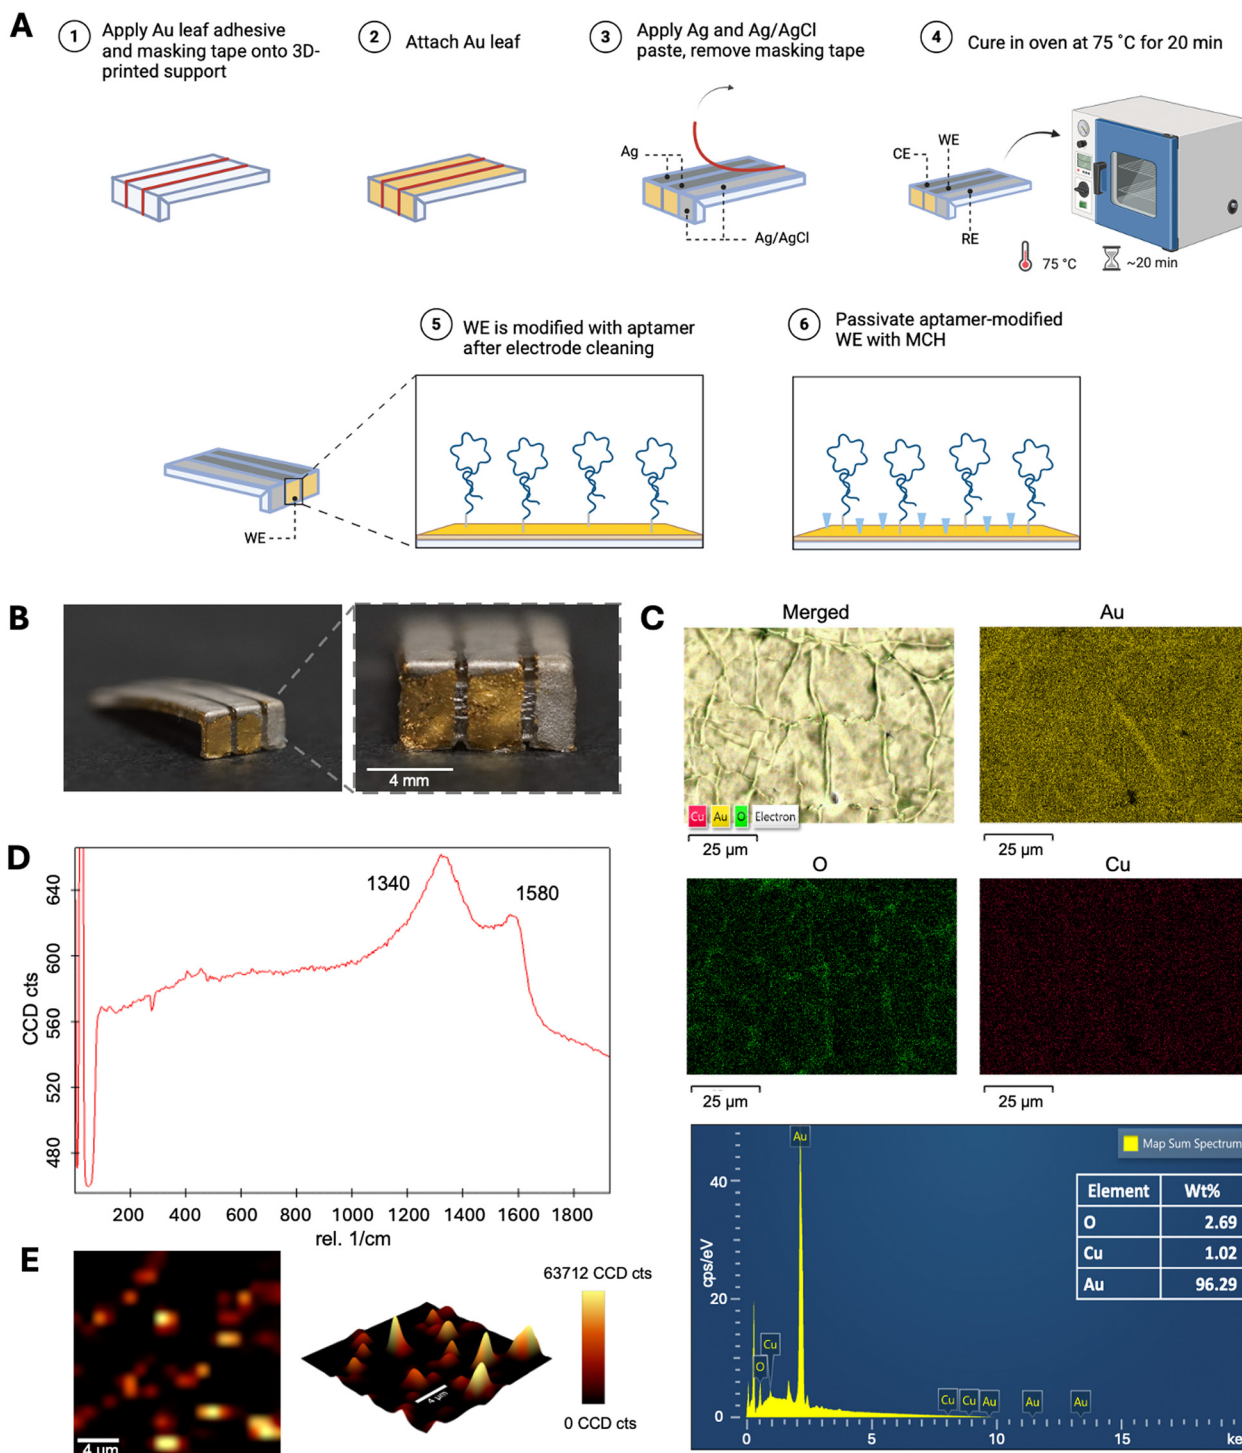 A
1 Apply Au leaf adhesive
and masking tape onto 3D-
printed support
2 Attach Au leaf
3 Apply Ag and Ag/AgCl
paste, remove masking tape
4 Cure in oven at 75 ˚C for 20 min
Ag
Ag/AgCl
CE
WE
RE
75 ˚C
~20 min
5 WE is modified with aptamer
after electrode cleaning
6 Passivate aptamer-modified
WE with MCH
WE
B
4 mm
C
Merged
Au
Cu Au O Electron
25 μm
25 μm
O
Cu
25 μm
25 μm
Map Sum Spectrum
Au
Element Wt%
O 2.69
Cu 1.02
Au 96.29
cps/eV
40
20
0
O
Cu
Cu
Cu
Au
Au
Au
0 5 10 15 ke
D
CCD cts
640
600
560
520
480
1340
1580
200 400 600 800 1000 1200 1400 1600 1800
rel. 1/cm
E
4 μm
4 μm
63712 CCD cts
0 CCD cts